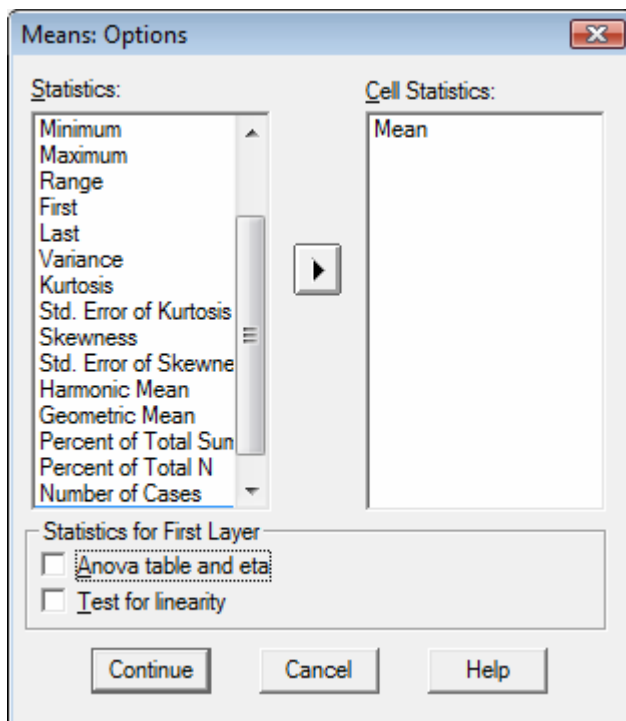 Means: Options
Statistics:
Minimum
Maximum
Range
First
Last
Variance
Kurtosis
Std. Error of Kurtosis
Skewness
Std. Error of Skewne
Harmonic Mean
Geometric Mean
Percent of Total Sun
Percent of Total N
Number of Cases
Cell Statistics:
Mean
Statistics for First Layer
Anova table and eta
Test for linearity
Continue
Cancel
Help